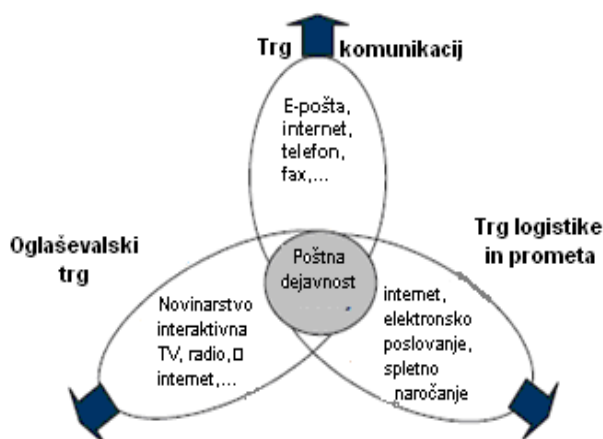 Trg komunikacij
E-pošta,
internet,
telefon,
fax,...
Oglaševalski
trg
Trg logistike
in prometa
Poštna
dejavnost
Novinarstvo
interaktivna
TV, radio,
internet,...
internet,
elektronsko
poslovanje,
spletno
naročanje